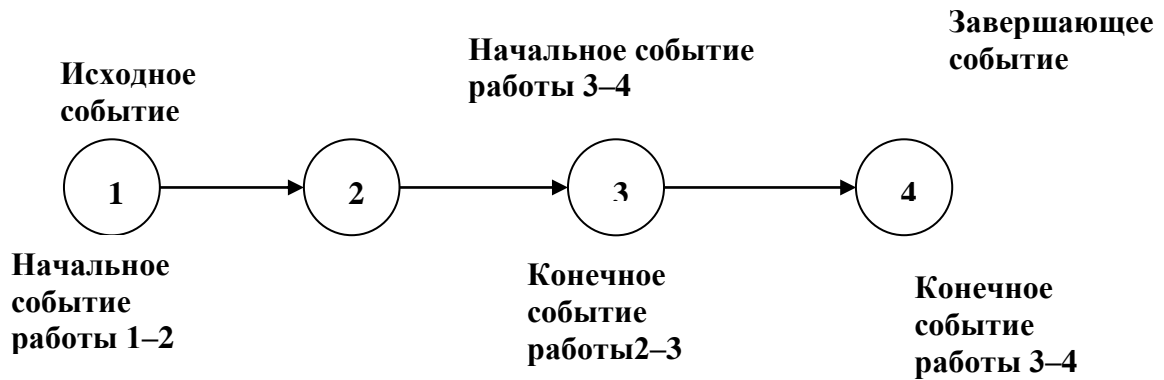 Завершающее
событие
Исходное
событие
Начальное событие
работы 3–4
1
2
3
4
Начальное
событие
работы 1–2
Конечное
событие
работы2–3
Конечное
событие
работы 3–4